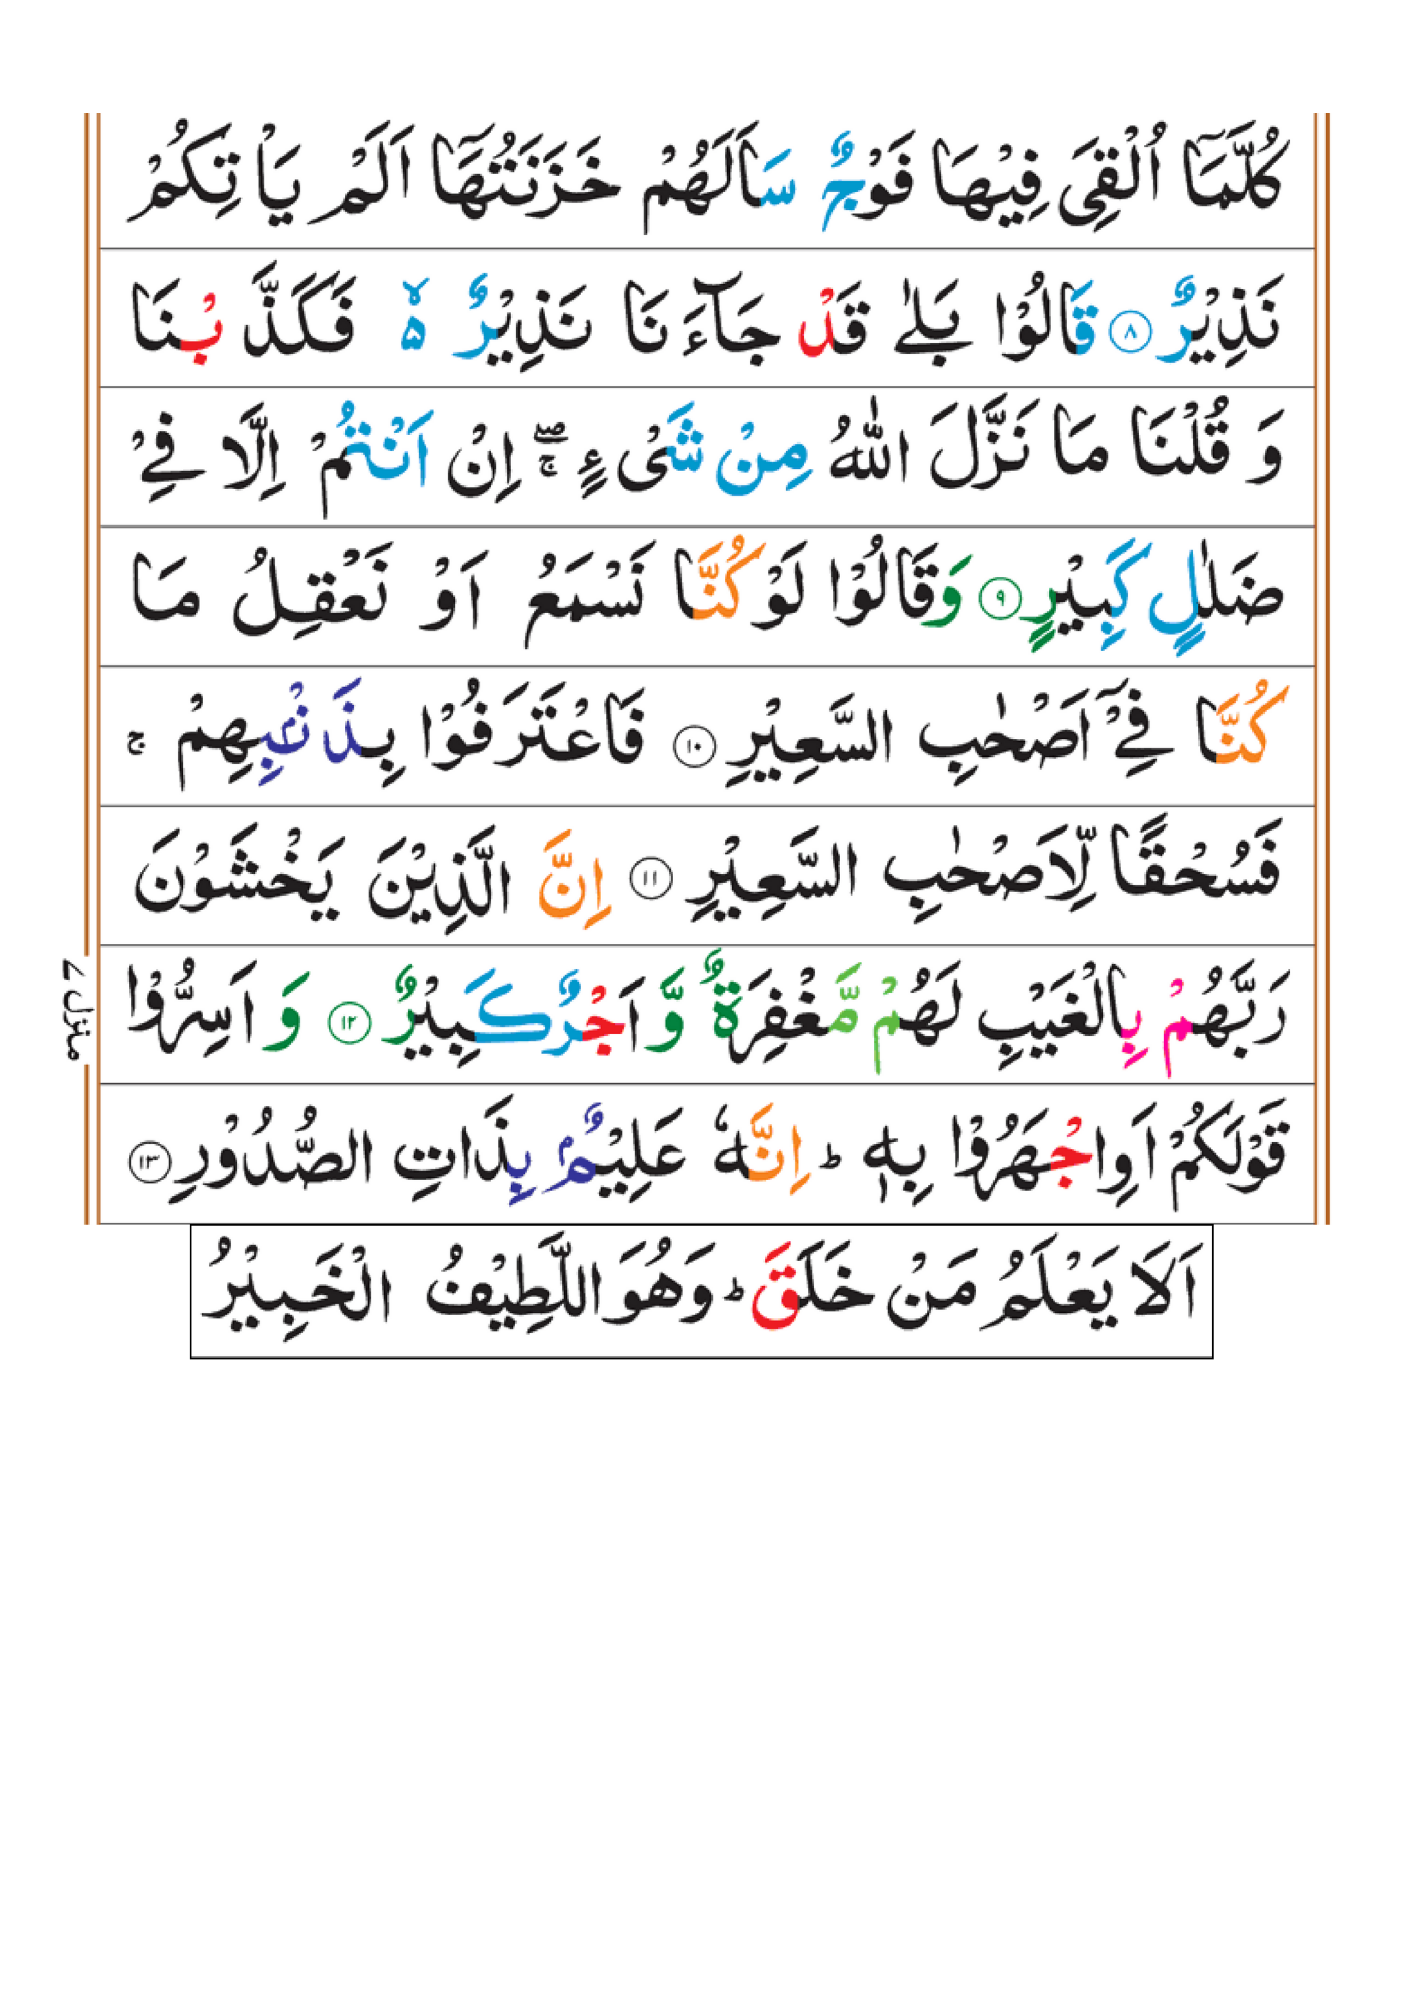 كُلَّمَآ اُلْقِیَ فِیْهَا فَوْجٌ سَاَلَهُمْ خَزَنَتُهَآ اَلَمْ یَاْتِكُمْ
نَذِیْرٌ ۝٨ قَالُوْا بَلٰی قَدْ جَآءَنَا نَذِیْرٌ ۙ۬ فَكَذَّبْنَا
وَ قُلْنَا مَا نَزَّلَ اللّٰهُ مِنْ شَیْءٍ ۖۚ اِنْ اَنْتُمْ اِلَّا فِیْ
ضَلٰلٍ كَبِیْرٍ ۝٩ وَقَالُوْا لَوْ كُنَّا نَسْمَعُ اَوْ نَعْقِلُ مَا
كُنَّا فِیْۤ اَصْحٰبِ السَّعِیْرِ ۝١٠ فَاعْتَرَفُوْا بِذَنْۢبِهِمْ ۚ
فَسُحْقًا لِّاَصْحٰبِ السَّعِیْرِ ۝١١ اِنَّ الَّذِیْنَ یَخْشَوْنَ
رَبَّهُمْ بِالْغَیْبِ لَهُمْ مَّغْفِرَةٌ وَّ اَجْرٌ كَبِیْرٌ ۝١٢ وَ اَسِرُّوْا
قَوْلَكُمْ اَوِ اجْهَرُوْا بِهٖ ؕ اِنَّهٗ عَلِیْمٌۢ بِذَاتِ الصُّدُوْرِ ۝١٣
اَلَا یَعْلَمُ مَنْ خَلَقَ ؕ وَهُوَ اللَّطِیْفُ الْخَبِیْرُ
منزل ٧